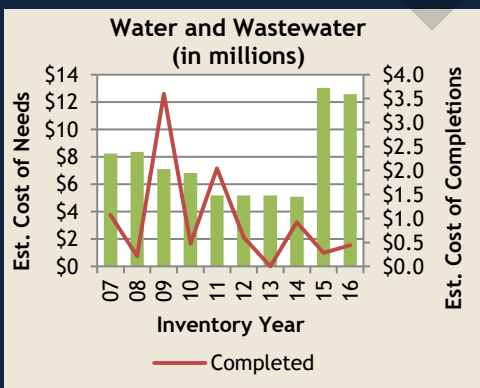 Water and Wastewater
(in millions)
Est. Cost of Needs
$14
$12
$10
$8
$6
$4
$2
$0
$4.0
$3.5
$3.0
$2.5
$2.0
$1.5
$1.0
$0.5
$0.0
Est. Cost of Completions
07 08 09 10 11 12 13 14 15 16
Inventory Year
Completed